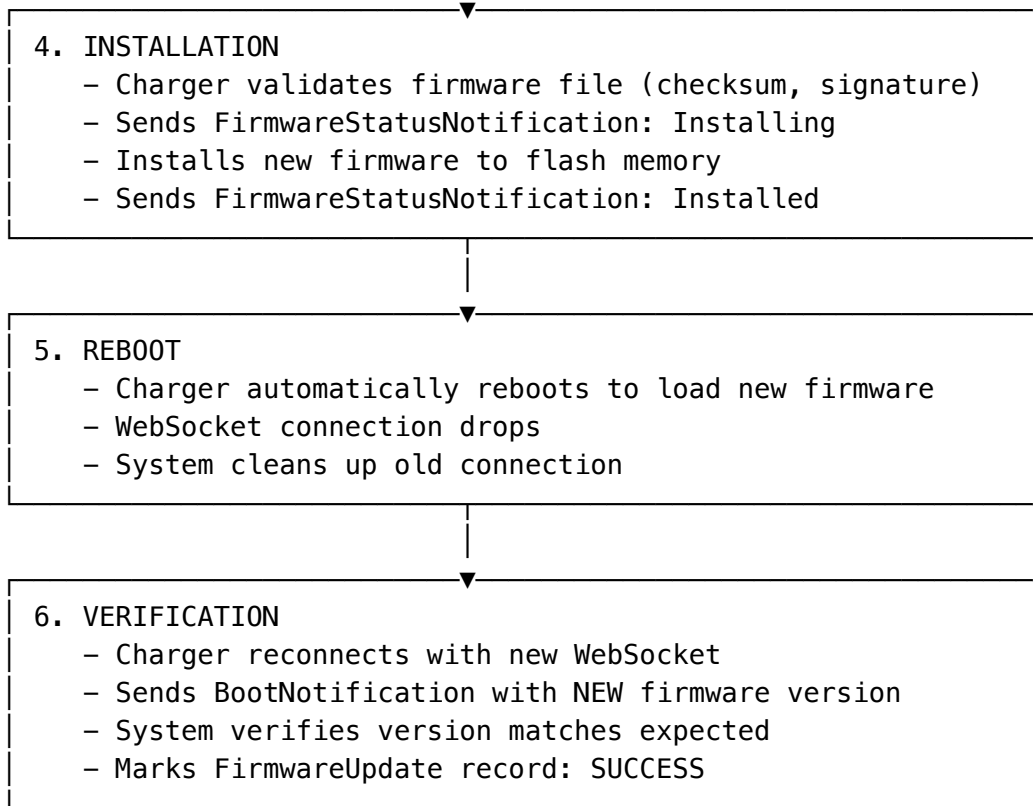 4. INSTALLATION
– Charger validates firmware file (checksum, signature)
– Sends FirmwareStatusNotification: Installing
– Installs new firmware to flash memory
– Sends FirmwareStatusNotification: Installed
5. REBOOT
– Charger automatically reboots to load new firmware
– WebSocket connection drops
– System cleans up old connection
6. VERIFICATION
– Charger reconnects with new WebSocket
– Sends BootNotification with NEW firmware version
– System verifies version matches expected
– Marks FirmwareUpdate record: SUCCESS